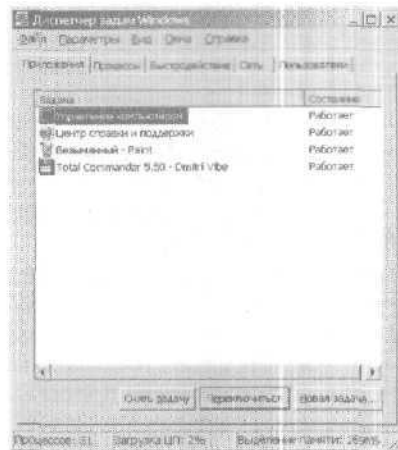 Диспетчер задач Windows
Файл Параметры Вид Окна Справка
Приложения Процессы Быстродействие Сеть Пользователи
Задача Состояние
Управление компьютером Работает
Центр справки и поддержки Работает
Безымянный - Paint Работает
Total Commander 5.50 - Dmitri Vibe Работает
Снять задачу Переключиться Новая задача...
Процессов: 31 Загрузка ЦП: 2% Выделение памяти: